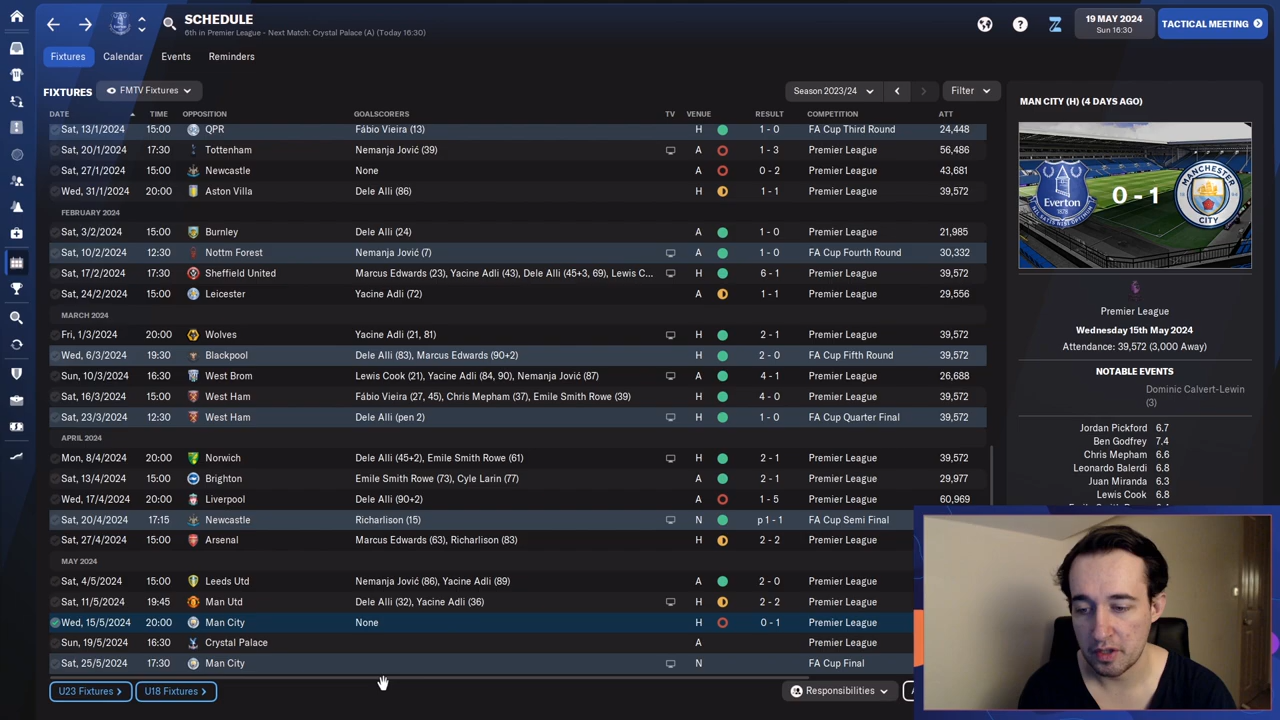 SCHEDULE
6th in Premier League - Next Match: Crystal Palace (A) (Today 16:30)
19 MAY 2024
Sun 16:30
TACTICAL MEETING
Fixtures Calendar Events Reminders
FIXTURES FMTV Fixtures Season 2023/24 Filter
DATE TIME OPPOSITION GOALSCORERS TV VENUE RESULT COMPETITION ATT
Sat, 13/1/2024 15:00 QPR Fábio Vieira (13) H 1 - 0 FA Cup Third Round 24,448
Sat, 20/1/2024 17:30 Tottenham Nemanja Jović (39) A 1 - 3 Premier League 56,486
Sat, 27/1/2024 15:00 Newcastle None A 0 - 2 Premier League 43,681
Wed, 31/1/2024 20:00 Aston Villa Dele Alli (86) H 1 - 1 Premier League 39,572
FEBRUARY 2024
Sat, 3/2/2024 15:00 Burnley Dele Alli (24) A 1 - 0 Premier League 21,985
Sat, 10/2/2024 12:30 Nottm Forest Nemanja Jović (7) A 1 - 0 FA Cup Fourth Round 30,332
Sat, 17/2/2024 17:30 Sheffield United Marcus Edwards (23), Yacine Adli (43), Dele Alli (45+3, 69), Lewis C... H 6 - 1 Premier League 39,572
Sat, 24/2/2024 15:00 Leicester Yacine Adli (72) A 1 - 1 Premier League 29,556
MARCH 2024
Fri, 1/3/2024 20:00 Wolves Yacine Adli (21, 81) H 2 - 1 Premier League 39,572
Wed, 6/3/2024 19:30 Blackpool Dele Alli (83), Marcus Edwards (90+2) H 2 - 0 FA Cup Fifth Round 39,572
Sun, 10/3/2024 16:30 West Brom Lewis Cook (21), Yacine Adli (84, 90), Nemanja Jović (87) A 4 - 1 Premier League 26,688
Sat, 16/3/2024 15:00 West Ham Fábio Vieira (27, 45), Chris Mepham (37), Emile Smith Rowe (39) H 4 - 0 Premier League 39,572
Sat, 23/3/2024 12:30 West Ham Dele Alli (pen 2) H 1 - 0 FA Cup Quarter Final 39,572
APRIL 2024
Mon, 8/4/2024 20:00 Norwich Dele Alli (45+2), Emile Smith Rowe (61) H 2 - 1 Premier League 39,572
Sat, 13/4/2024 15:00 Brighton Emile Smith Rowe (73), Cyle Larin (77) A 2 - 1 Premier League 29,977
Wed, 17/4/2024 20:00 Liverpool Dele Alli (90+2) A 1 - 5 Premier League 60,969
Sat, 20/4/2024 17:15 Newcastle Richarlison (15) N p 1 - 1 FA Cup Semi Final
Sat, 27/4/2024 15:00 Arsenal Marcus Edwards (63), Richarlison (83) H 2 - 2 Premier League
MAY 2024
Sat, 4/5/2024 15:00 Leeds Utd Nemanja Jović (86), Yacine Adli (89) A 2 - 0 Premier League
Sat, 11/5/2024 19:45 Man Utd Dele Alli (32), Yacine Adli (36) H 2 - 2 Premier League
Wed, 15/5/2024 20:00 Man City None H 0 - 1 Premier League
Sun, 19/5/2024 16:30 Crystal Palace A Premier League
Sat, 25/5/2024 17:30 Man City N FA Cup Final
U23 Fixtures U18 Fixtures Responsibilities
MAN CITY (H) (4 DAYS AGO)
Everton
1878
0 - 1
MANCHESTER
CITY
Premier League
Wednesday 15th May 2024
Attendance: 39,572 (3,000 Away)
NOTABLE EVENTS
Dominic Calvert-Lewin
(3)
Jordan Pickford 6.7
Ben Godfrey 7.4
Chris Mepham 6.6
Leonardo Balerdi 6.8
Juan Miranda 6.3
Lewis Cook 6.8